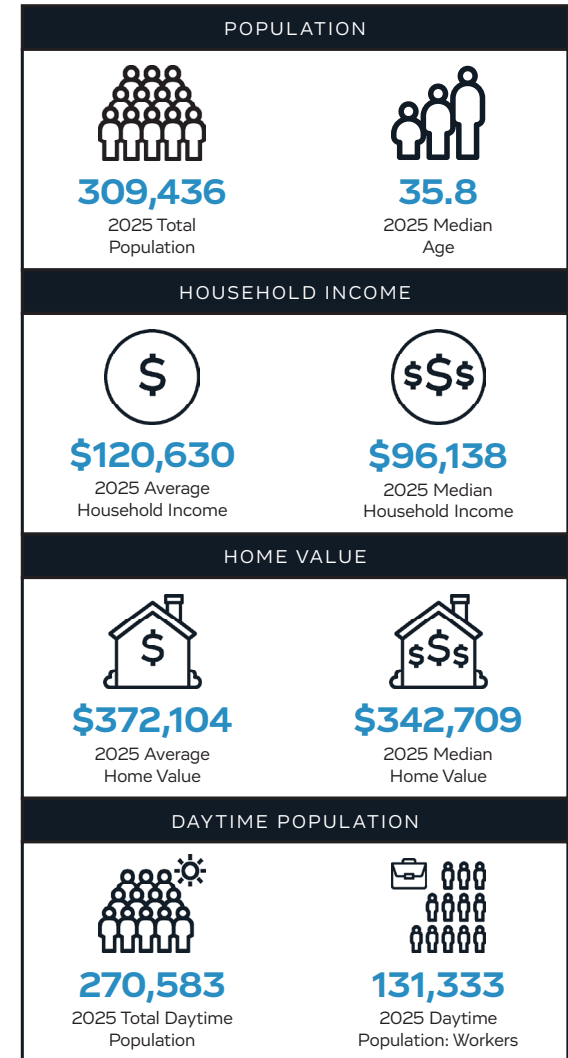 POPULATION
309,436
2025 Total
Population
35.8
2025 Median
Age
HOUSEHOLD INCOME
$
$120,630
2025 Average
Household Income
$$$
$96,138
2025 Median
Household Income
HOME VALUE
$
$372,104
2025 Average
Home Value
$$$
$342,709
2025 Median
Home Value
DAYTIME POPULATION
270,583
2025 Total Daytime
Population
131,333
2025 Daytime
Population: Workers